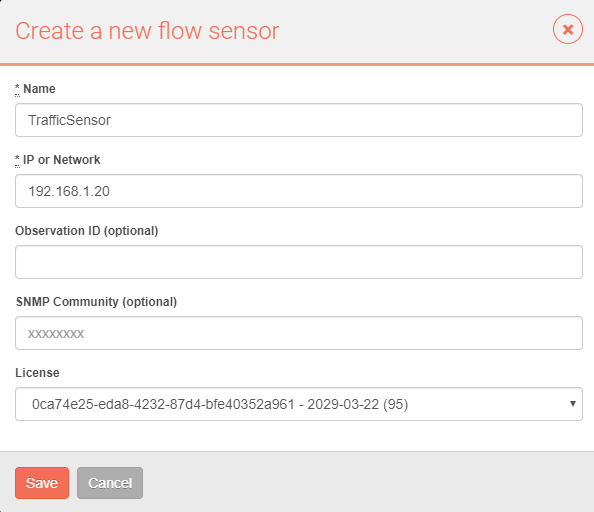 Create a new flow sensor
* Name
TrafficSensor
* IP or Network
192.168.1.20
Observation ID (optional)
SNMP Community (optional)
xxxxxxxx
License
0ca74e25-eda8-4232-87d4-bfe40352a961 - 2029-03-22 (95)
Save Cancel